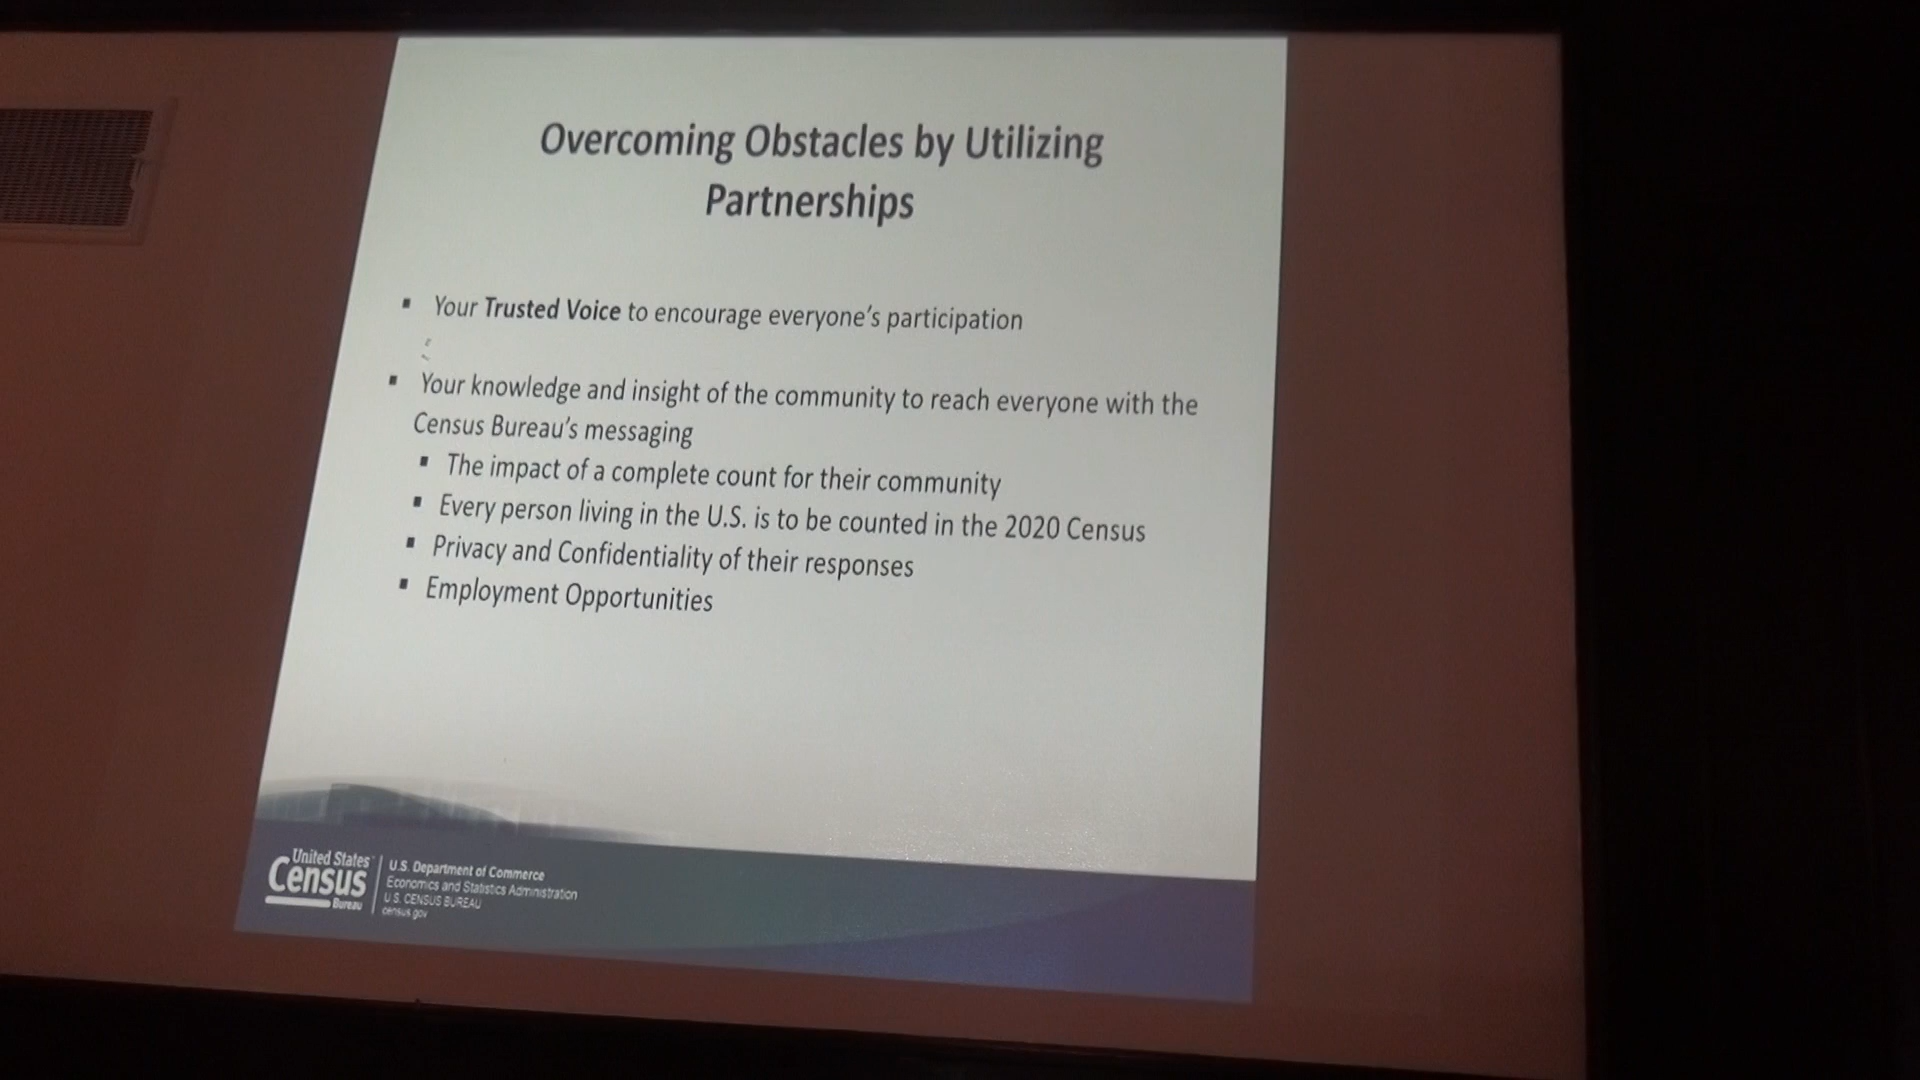 Overcoming Obstacles by Utilizing
Partnerships
▪ Your Trusted Voice to encourage everyone's participation
▪ Your knowledge and insight of the community to reach everyone with the
Census Bureau's messaging
▪ The impact of a complete count for their community
▪ Every person living in the U.S. is to be counted in the 2020 Census
▪ Privacy and Confidentiality of their responses
▪ Employment Opportunities
United States
Census
Bureau
U.S. Department of Commerce
Economics and Statistics Administration
U.S. CENSUS BUREAU
census.gov